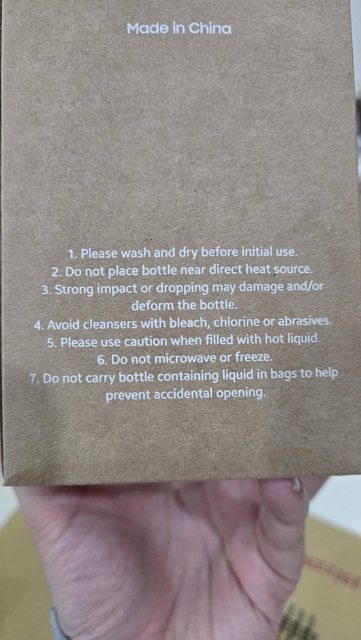 Made in China
1. Please wash and dry before initial use.
2. Do not place bottle near direct heat source.
3. Strong impact or dropping may damage and/or
deform the bottle.
4. Avoid cleansers with bleach, chlorine or abrasives.
5. Please use caution when filled with hot liquid.
6. Do not microwave or freeze.
7. Do not carry bottle containing liquid in bags to help
prevent accidental opening.